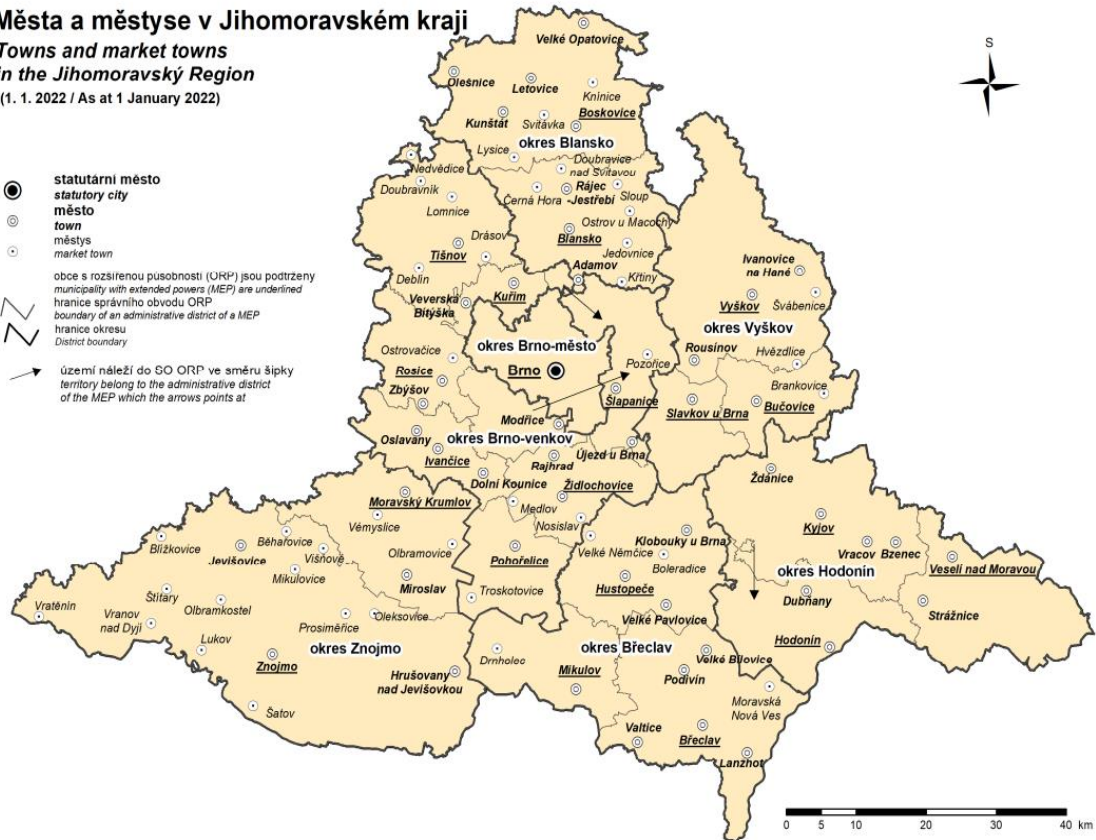 Města a městyse v Jihomoravském kraji
Towns and market towns
in the Jihomoravský Region
(1. 1. 2022 / As at 1 January 2022)
S
statutární město
statutory city
město
town
městys
market town
obce s rozšířenou působností (ORP) jsou podtrženy
municipality with extended powers (MEP) are underlined
hranice správního obvodu ORP
boundary of an administrative district of a MEP
hranice okresu
District boundary
území náleží do SO ORP ve směru šipky
territory belong to the administrative district
of the MEP which the arrows points at
Velké Opatovice
Olešnice
Letovice
Knínice
Boskovice
Kunštát
Svitávka
okres Blansko
Lysice
Doubravice
nad Svitavou
Nedvědice
Doubravník
Černá Hora
Rájec
-Jestřebí
Sloup
Lomnice
Ostrov u Macochy
Drásov
Blansko
Jedovnice
Tišnov
Adamov
Křtiny
Deblín
Kuřim
Veverská
Bítýška
Ivanovice
na Hané
Vyškov
Švábenice
okres Vyškov
okres Brno-město
Rousínov
Hvězdlice
Ostrovačice
Brno
Pozořice
Rosice
Zbýšov
Šlapanice
Slavkov u Brna
Brankovice
Bučovice
Modřice
Oslavany
okres Brno-venkov
Ivančice
Rajhrad
Újezd u Brna
Dolní Kounice
Židlochovice
Ždánice
Moravský Krumlov
Medlov
Nosislav
Vémyslice
Kyjov
Blížkovice
Běhařovice
Jevišovice
Višňové
Olbramovice
Velké Němčice
Klobouky u Brna
Vracov
Bzenec
Pohořelice
Boleradice
Veselí nad Moravou
okres Hodonín
Mikulovice
Miroslav
Hustopeče
Štítary
Troskotovice
Dubňany
Strážnice
Vratěnín
Vranov
nad Dyjí
Olbramkostel
Prosiměřice
Oleksovice
Velké Pavlovice
Lukov
okres Znojmo
okres Břeclav
Hodonín
Znojmo
Drnholec
Velké Bílovice
Hrušovany
nad Jevišovkou
Mikulov
Podivín
Moravská
Nová Ves
Šatov
Valtice
Břeclav
Lanžhot
0 5 10 20 30 40 km